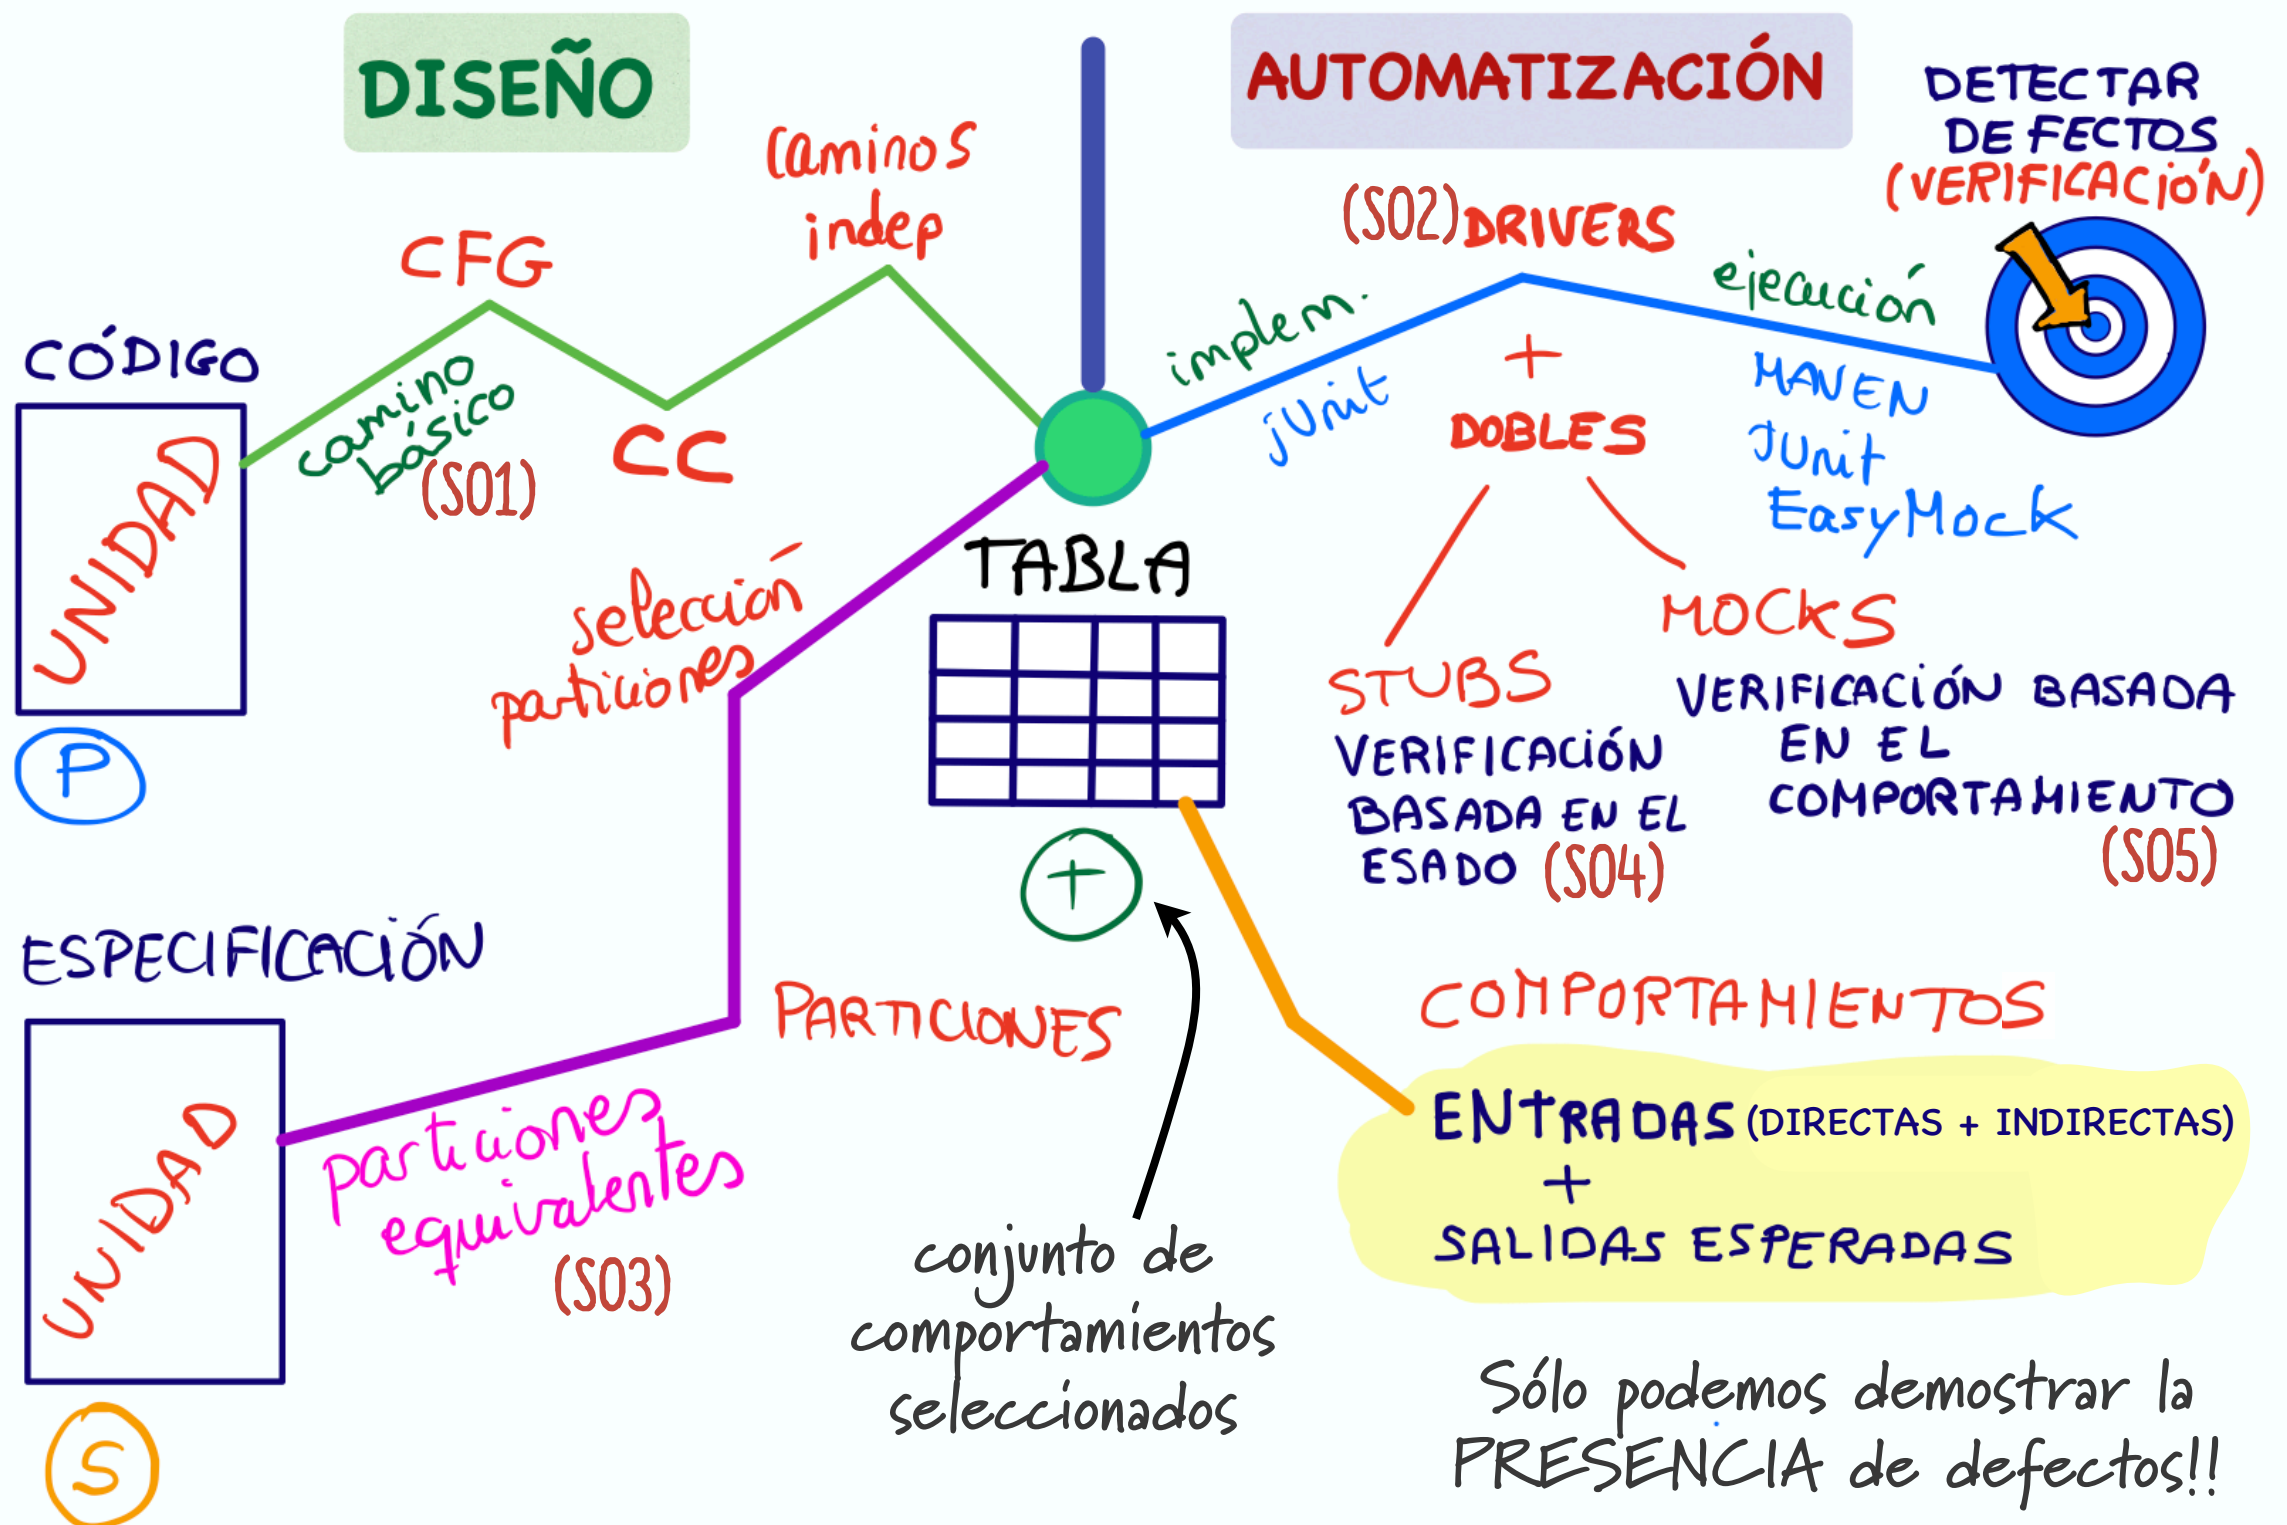 DISEÑO
AUTOMATIZACIÓN
DETECTAR
DEFECTOS
(VERIFICACIÓN)
caminos
indep
(S02) DRIVERS
CFG
implem.
ejecución
CÓDIGO
camino
básico
(S01)
CC
jUnit
+
DOBLES
MAVEN
JUnit
EasyMock
UNIDAD
P
selección
particiones
TABLA
+
STUBS
VERIFICACIÓN
BASADA EN EL
ESADO (S04)
MOCKS
VERIFICACIÓN BASADA
EN EL
COMPORTAMIENTO
(S05)
ESPECIFICACIÓN
UNIDAD
S
PARTICIONES
particiones
equivalentes
(S03)
conjunto de
comportamientos
seleccionados
COMPORTAMIENTOS
ENTRADAS (DIRECTAS + INDIRECTAS)
+
SALIDAS ESPERADAS
Sólo podemos demostrar la
PRESENCIA de defectos!!